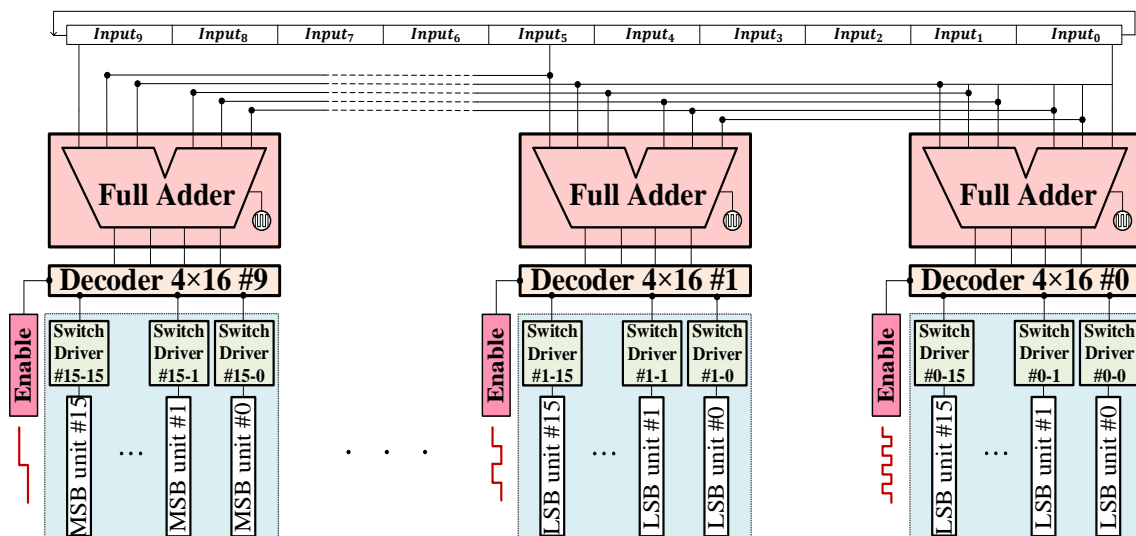 Input9 Input8 Input7 Input6 Input5 Input4 Input3 Input2 Input1 Input0
Full Adder Full Adder Full Adder
Decoder 4×16 #9 Decoder 4×16 #1 Decoder 4×16 #0
Enable
Switch Driver #15-15
Switch Driver #15-1
Switch Driver #15-0
MSB unit #15
...
MSB unit #1
MSB unit #0
. . .
Enable
Switch Driver #1-15
Switch Driver #1-1
Switch Driver #1-0
LSB unit #15
...
LSB unit #1
LSB unit #0
Enable
Switch Driver #0-15
Switch Driver #0-1
Switch Driver #0-0
LSB unit #15
...
LSB unit #1
LSB unit #0